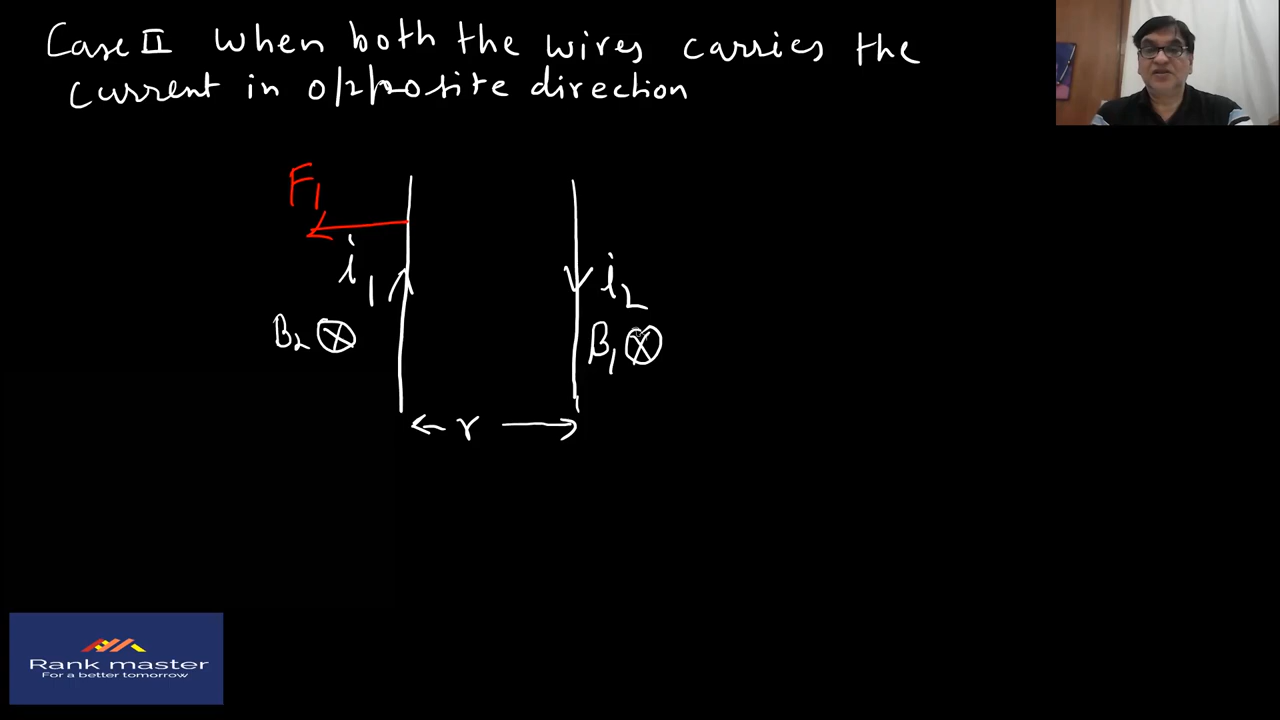 Case II When both the wires carries the
current in opposite direction
F1
i1
i2
B2
B1
r
Rank master
For a better tomorrow